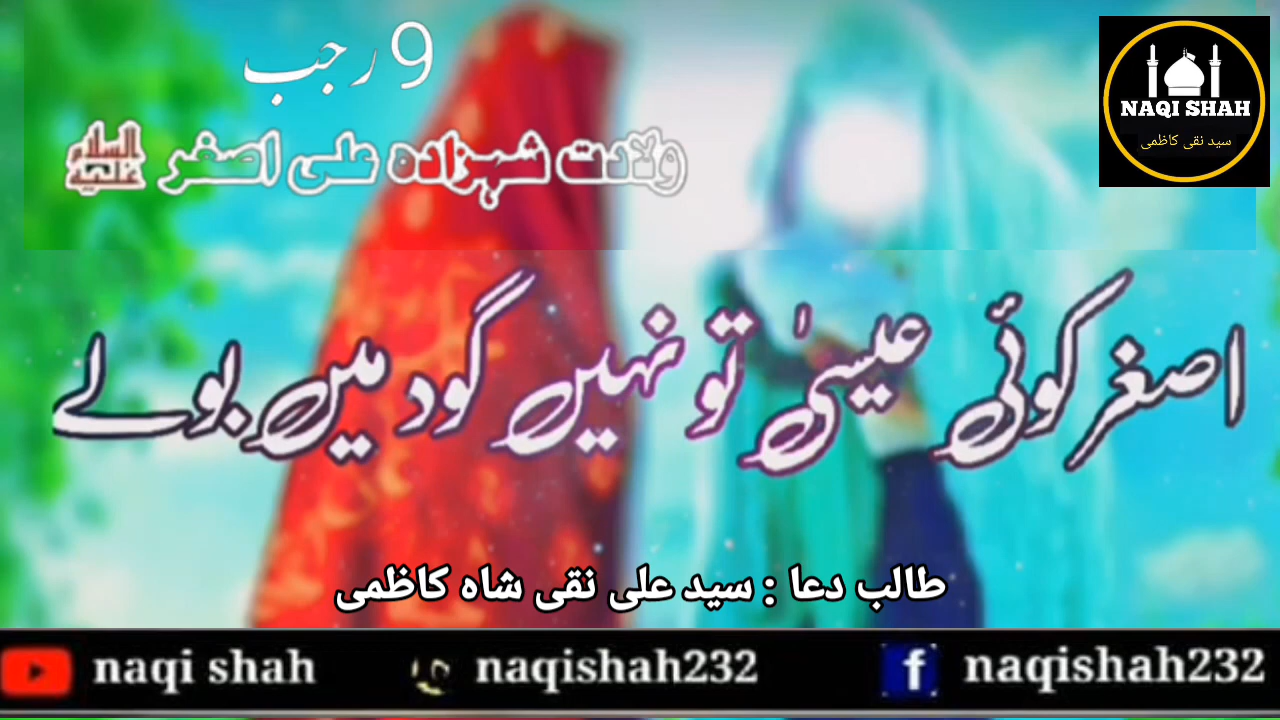 9 رجب
NAQI SHAH
سید نقی کاظمی
ولادت شہزادہ علی اصغر علیہ السلام
اصغر کوئی عیسیٰ تو نہیں گود میں بولے
طالب دعا : سید علی نقی شاہ کاظمی
naqi shah naqishah232 naqishah232